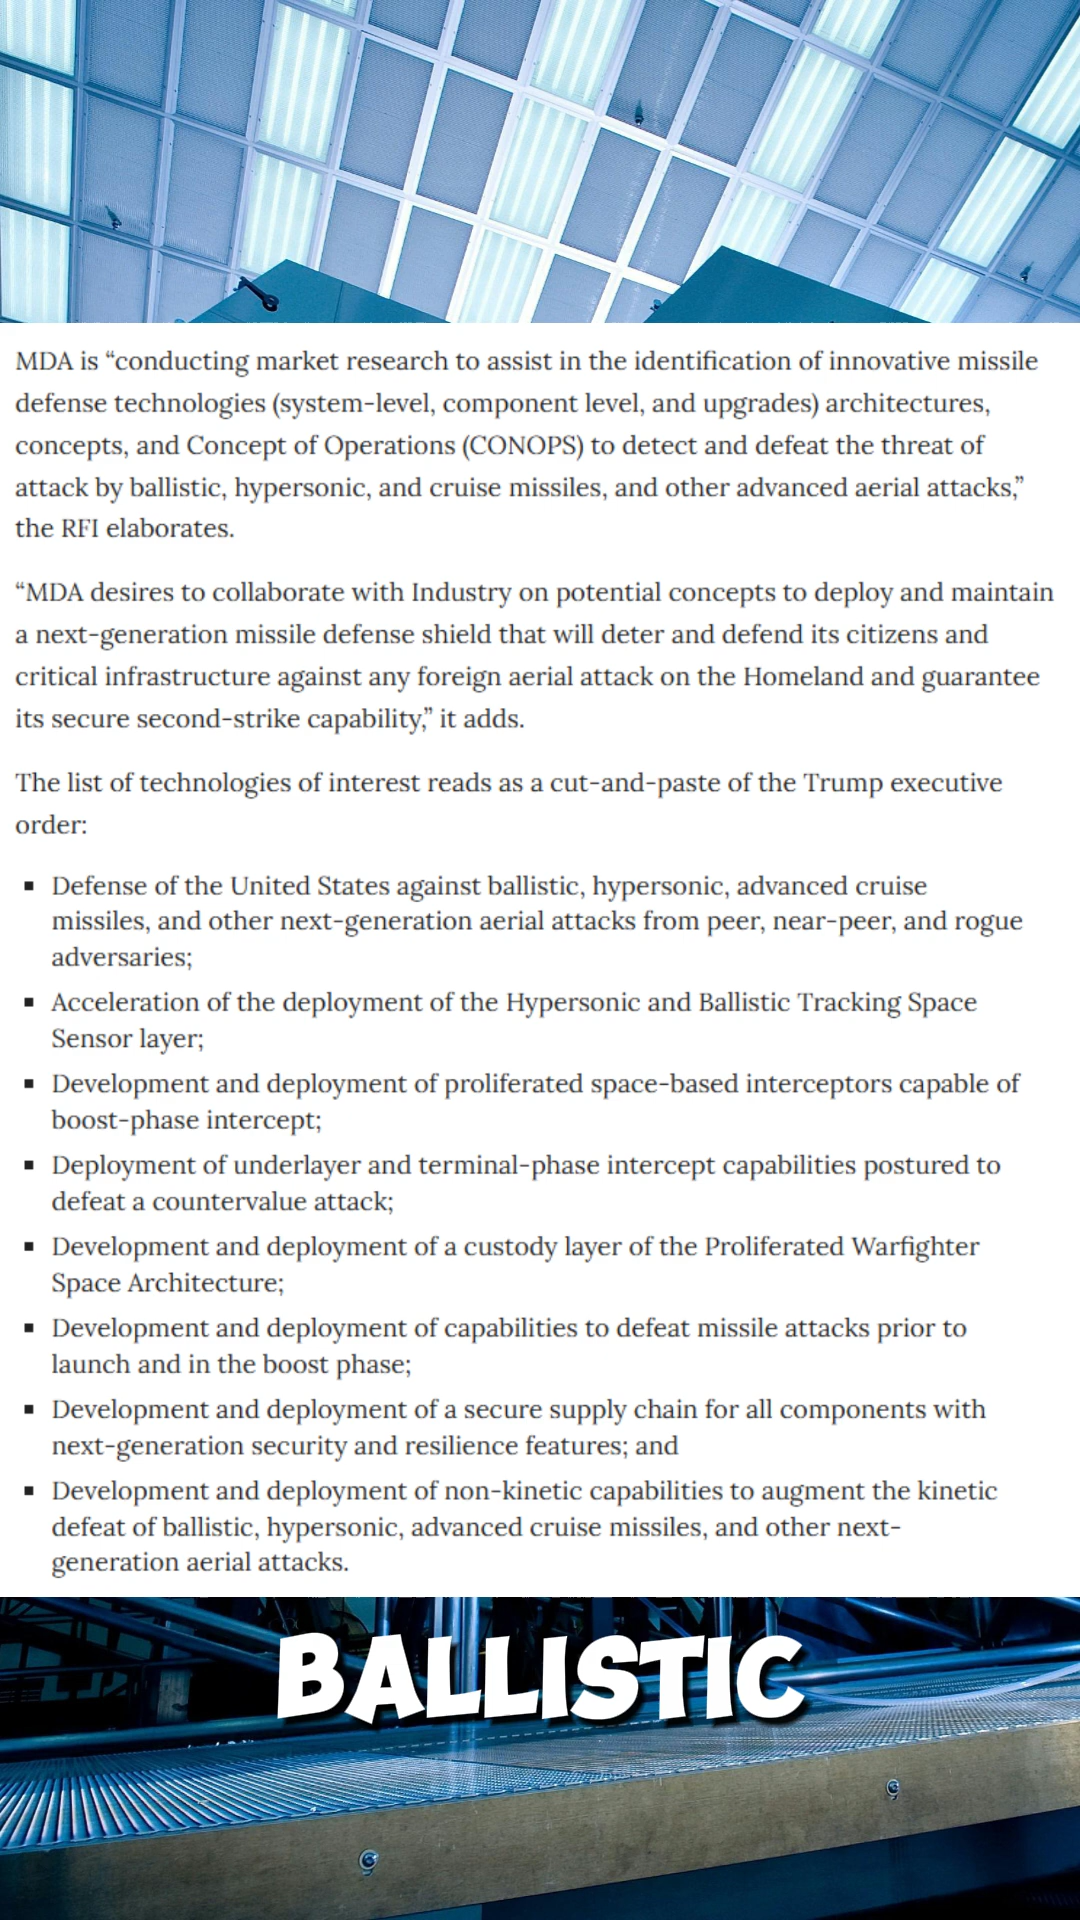 MDA is “conducting market research to assist in the identification of innovative missile
defense technologies (system-level, component level, and upgrades) architectures,
concepts, and Concept of Operations (CONOPS) to detect and defeat the threat of
attack by ballistic, hypersonic, and cruise missiles, and other advanced aerial attacks,”
the RFI elaborates.
“MDA desires to collaborate with Industry on potential concepts to deploy and maintain
a next-generation missile defense shield that will deter and defend its citizens and
critical infrastructure against any foreign aerial attack on the Homeland and guarantee
its secure second-strike capability,” it adds.
The list of technologies of interest reads as a cut-and-paste of the Trump executive
order:
▪ Defense of the United States against ballistic, hypersonic, advanced cruise
missiles, and other next-generation aerial attacks from peer, near-peer, and rogue
adversaries;
▪ Acceleration of the deployment of the Hypersonic and Ballistic Tracking Space
Sensor layer;
▪ Development and deployment of proliferated space-based interceptors capable of
boost-phase intercept;
▪ Deployment of underlayer and terminal-phase intercept capabilities postured to
defeat a countervalue attack;
▪ Development and deployment of a custody layer of the Proliferated Warfighter
Space Architecture;
▪ Development and deployment of capabilities to defeat missile attacks prior to
launch and in the boost phase;
▪ Development and deployment of a secure supply chain for all components with
next-generation security and resilience features; and
▪ Development and deployment of non-kinetic capabilities to augment the kinetic
defeat of ballistic, hypersonic, advanced cruise missiles, and other next-
generation aerial attacks.
BALLISTIC